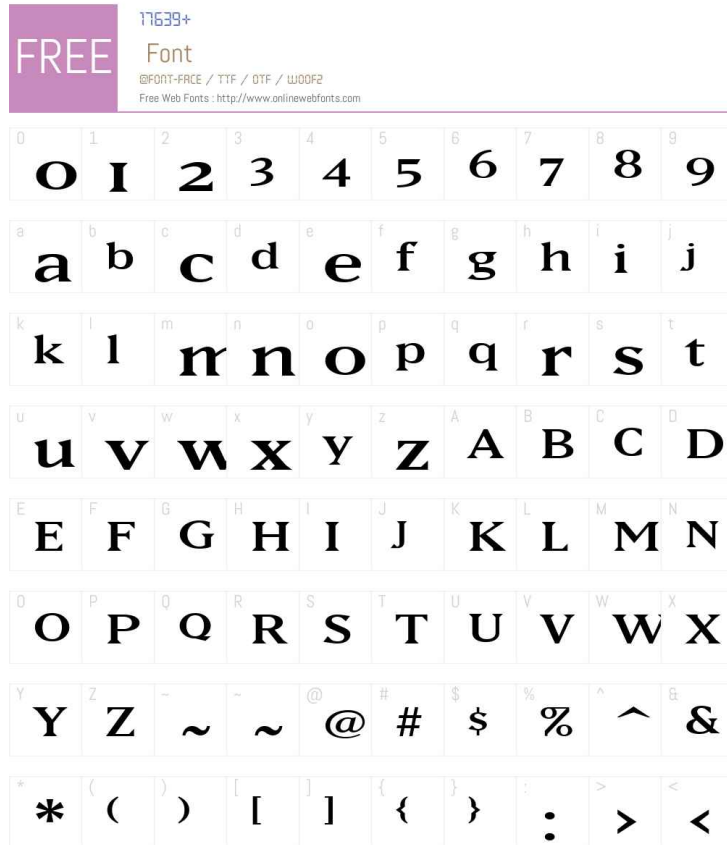 FREE
17639+
Font
@FONT-FACE / TTF / OTF / WOOF2
Free Web Fonts : http://www.onlinewebfonts.com
0 1 2 3 4 5 6 7 8 9
0 1 2 3 4 5 6 7 8 9
a b c d e f g h i j
a b c d e f g h i j
k l m n o p q r s t
k l m n o p q r s t
u v w x y z A B C D
u v w x y z A B C D
E F G H I J K L M N
E F G H I J K L M N
O P Q R S T U V W X
O P Q R S T U V W X
Y Z ~ ~ @ # $ % ^ &
Y Z ~ ~ @ # $ % ^ &
* ( ) [ ] { } : > <
* ( ) [ ] { } : > <